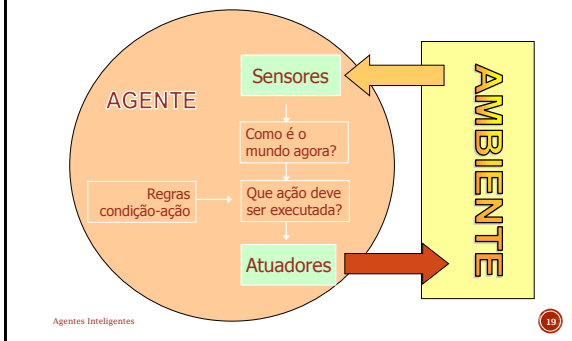 Sensores
AGENTE
Como é o
mundo agora?
Regras
condição-ação
Que ação deve
ser executada?
Atuadores
AMBIENTE
Agentes Inteligentes
19